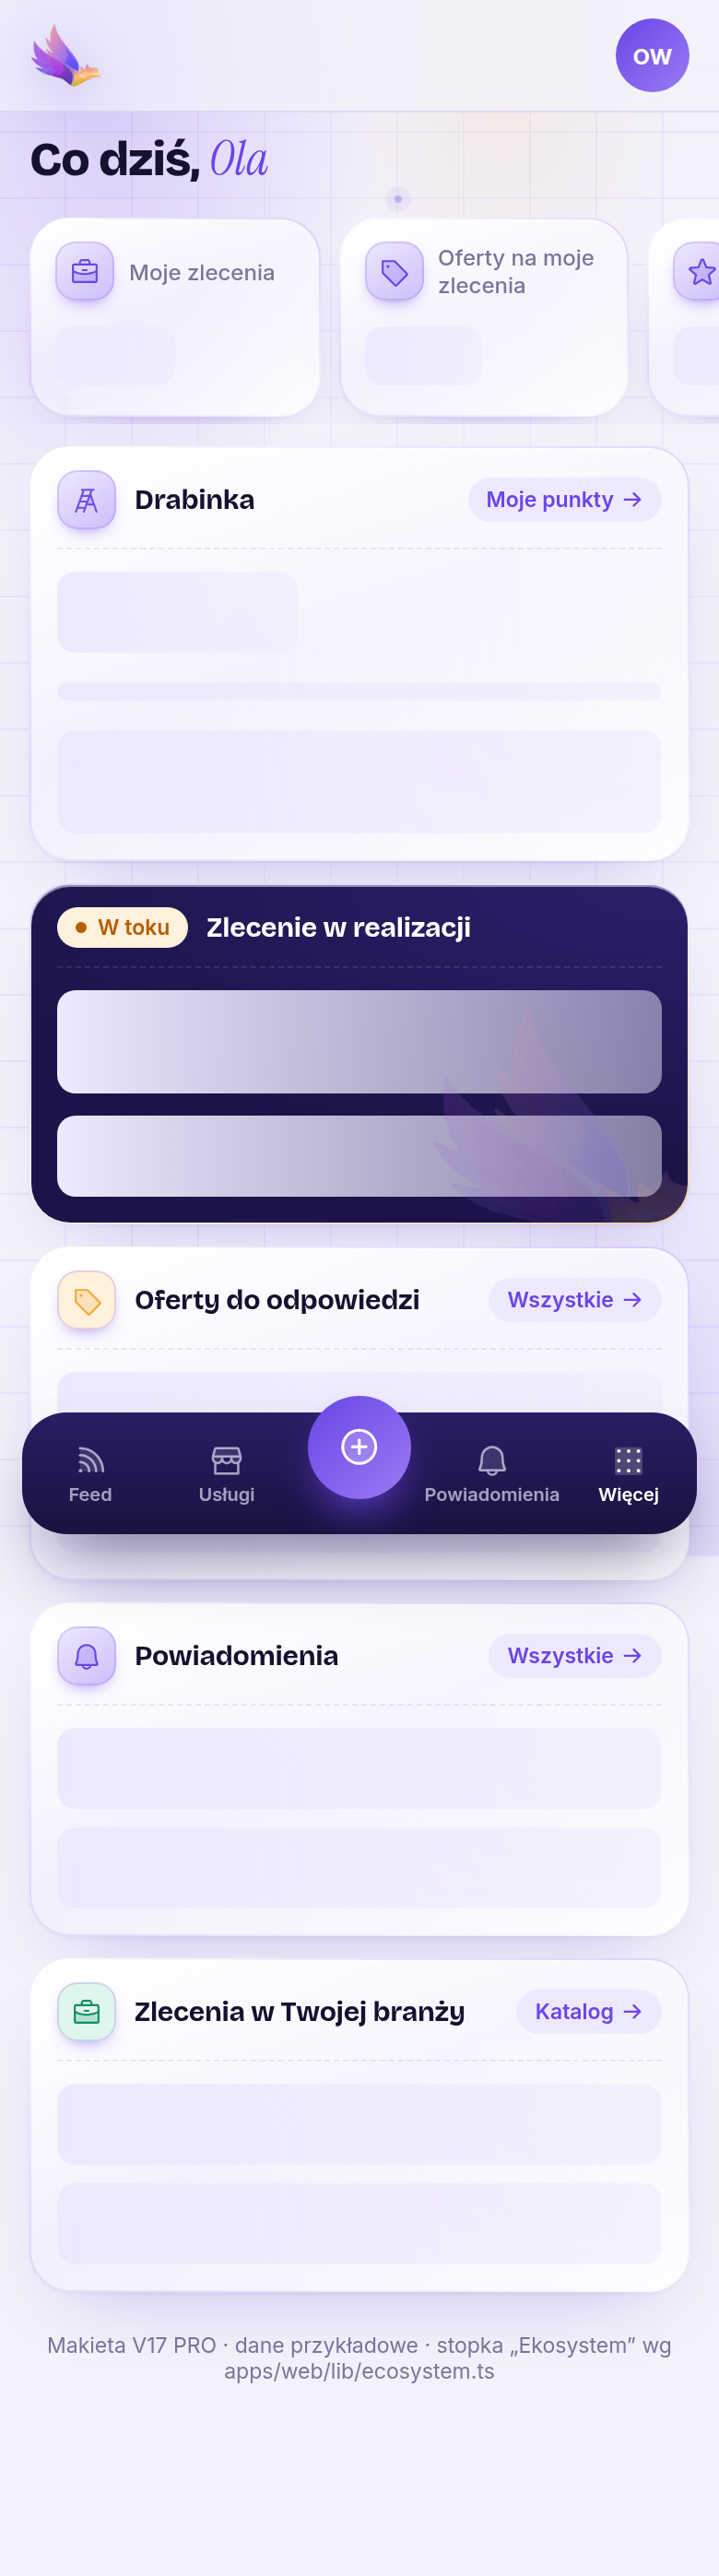 OW
Co dziś, Ola
Moje zlecenia
Oferty na moje
zlecenia
Drabinka
Moje punkty →
W toku
Zlecenie w realizacji
Oferty do odpowiedzi
Wszystkie →
Feed
Usługi
Powiadomienia
Więcej
Powiadomienia
Wszystkie →
Zlecenia w Twojej branży
Katalog →
Makieta V17 PRO · dane przykładowe · stopka „Ekosystem” wg
apps/web/lib/ecosystem.ts